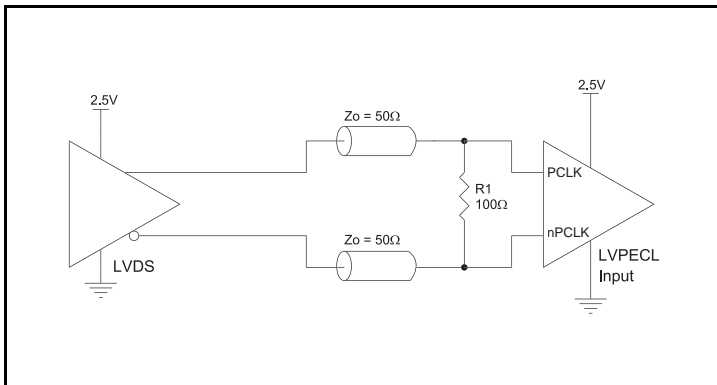 2.5V
2.5V
Zo = 50Ω
PCLK
R1
100Ω
nPCLK
Zo = 50Ω
LVDS
LVPECL
Input